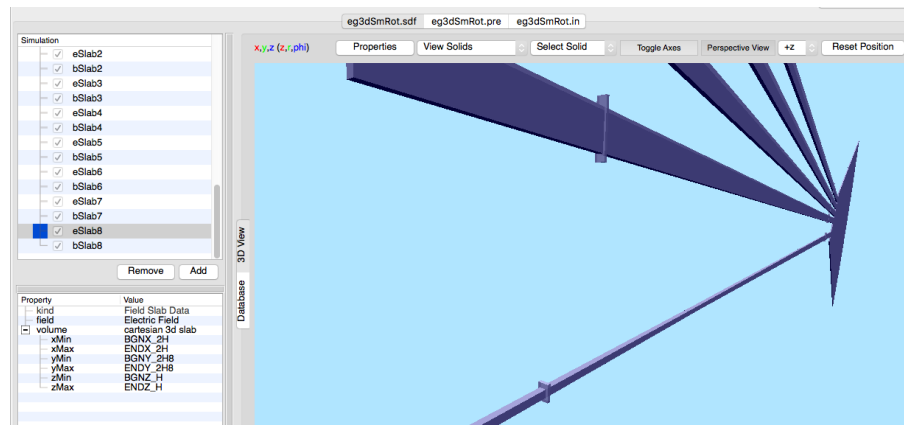 eg3dSmRot.sdf eg3dSmRot.pre eg3dSmRot.in
Simulation
x,y,z (z,r,phi) Properties View Solids Select Solid Toggle Axes Perspective View +z Reset Position
eSlab2
bSlab2
eSlab3
bSlab3
eSlab4
bSlab4
eSlab5
bSlab5
eSlab6
bSlab6
eSlab7
bSlab7
eSlab8
bSlab8
Remove Add
3D View
Database
Property Value
kind Field Slab Data
field Electric Field
volume cartesian 3d slab
xMin BGNX_2H
xMax ENDX_2H
yMin BGNY_2H8
yMax ENDY_2H8
zMin BGNZ_H
zMax ENDZ_H